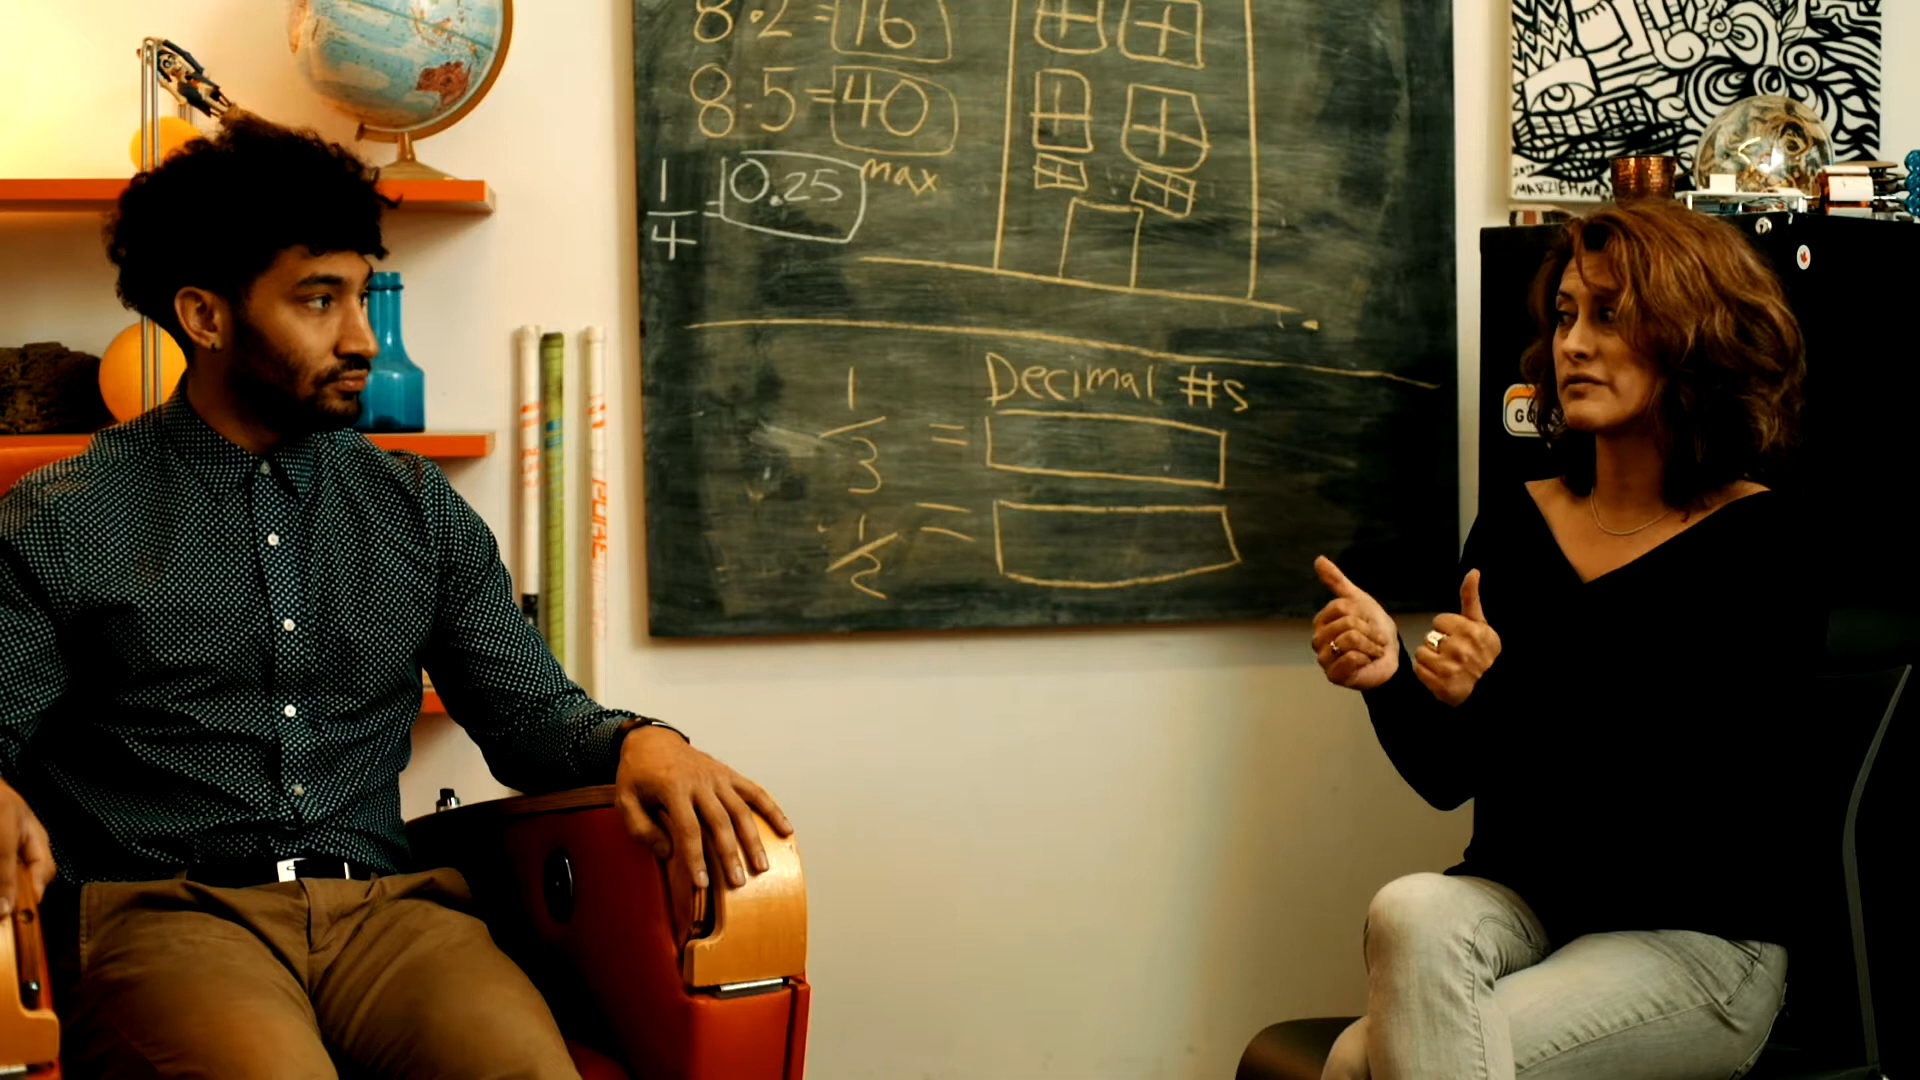 8·2=16
8·5=40
max
1/4=0.25
Decimal #s
1/3 =
1/2 =